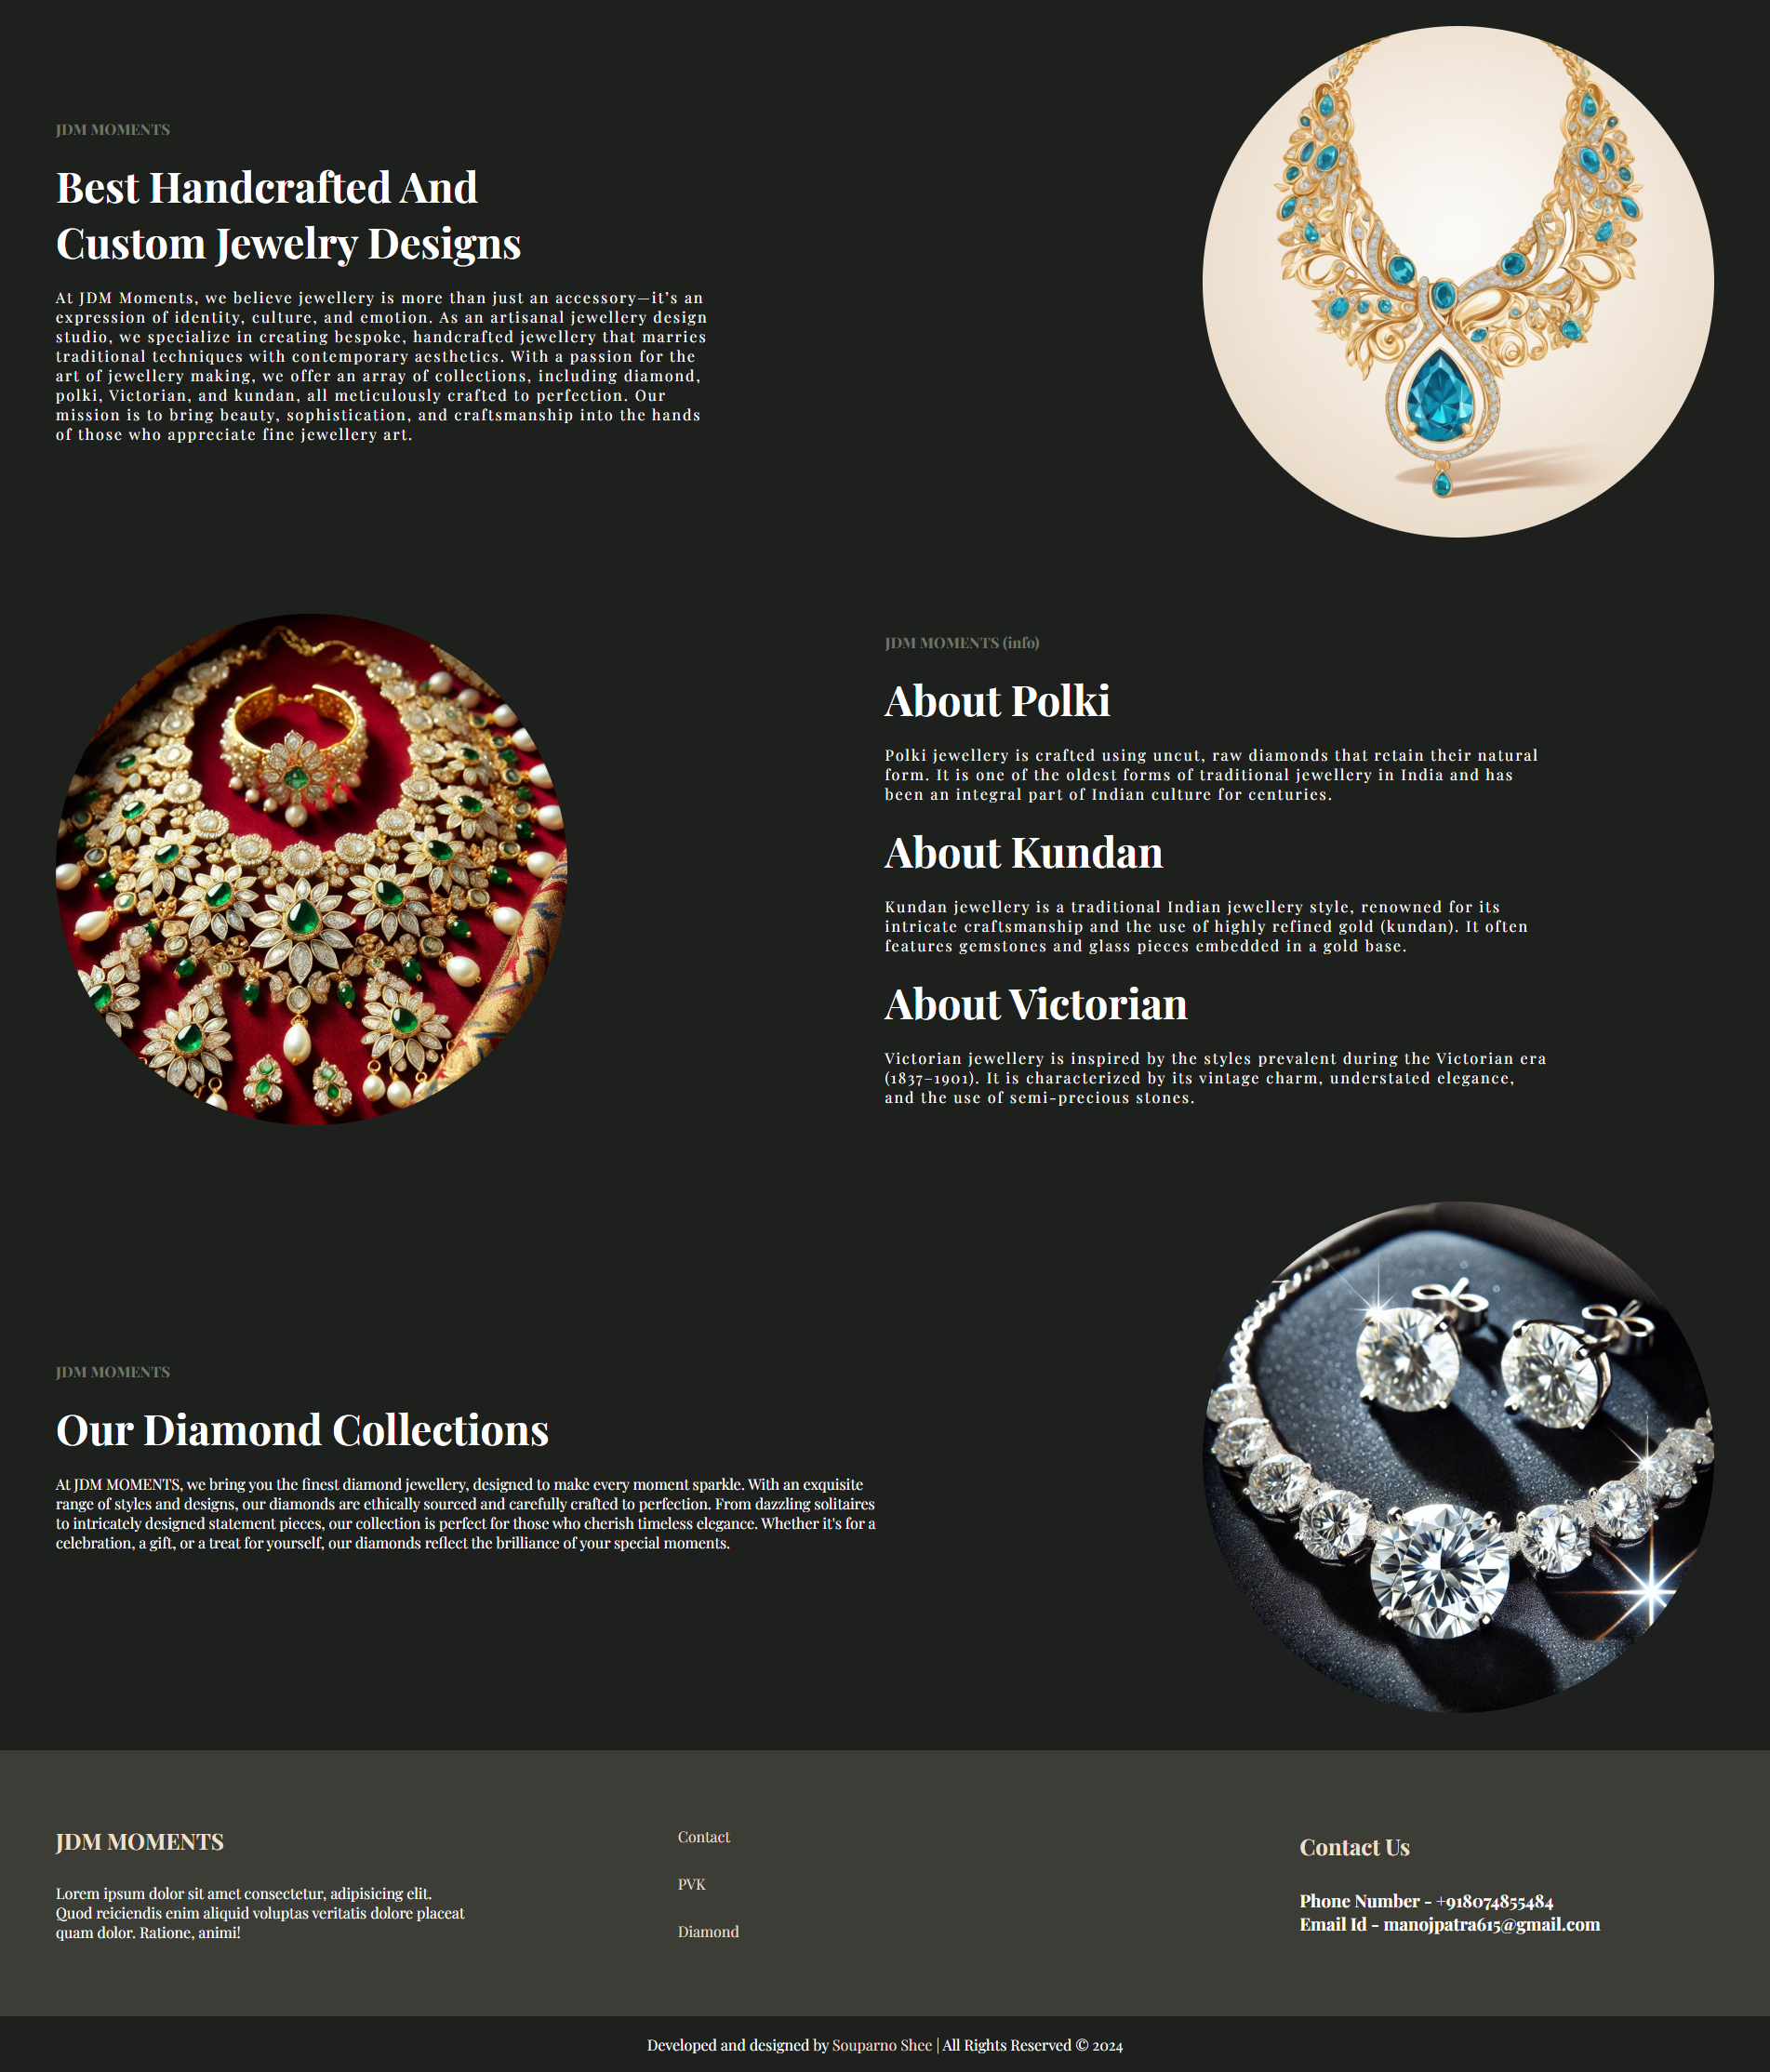 JDM MOMENTS
Best Handcrafted And
Custom Jewelry Designs
At JDM Moments, we believe jewellery is more than just an accessory—it’s an
expression of identity, culture, and emotion. As an artisanal jewellery design
studio, we specialize in creating bespoke, handcrafted jewellery that marries
traditional techniques with contemporary aesthetics. With a passion for the
art of jewellery making, we offer an array of collections, including diamond,
polki, Victorian, and kundan, all meticulously crafted to perfection. Our
mission is to bring beauty, sophistication, and craftsmanship into the hands
of those who appreciate fine jewellery art.
JDM MOMENTS (info)
About Polki
Polki jewellery is crafted using uncut, raw diamonds that retain their natural
form. It is one of the oldest forms of traditional jewellery in India and has
been an integral part of Indian culture for centuries.
About Kundan
Kundan jewellery is a traditional Indian jewellery style, renowned for its
intricate craftsmanship and the use of highly refined gold (kundan). It often
features gemstones and glass pieces embedded in a gold base.
About Victorian
Victorian jewellery is inspired by the styles prevalent during the Victorian era
(1837–1901). It is characterized by its vintage charm, understated elegance,
and the use of semi-precious stones.
JDM MOMENTS
Our Diamond Collections
At JDM MOMENTS, we bring you the finest diamond jewellery, designed to make every moment sparkle. With an exquisite
range of styles and designs, our diamonds are ethically sourced and carefully crafted to perfection. From dazzling solitaires
to intricately designed statement pieces, our collection is perfect for those who cherish timeless elegance. Whether it's for a
celebration, a gift, or a treat for yourself, our diamonds reflect the brilliance of your special moments.
JDM MOMENTS
Lorem ipsum dolor sit amet consectetur, adipisicing elit.
Quod reiciendis enim aliquid voluptas veritatis dolore placeat
quam dolor. Ratione, animi!
Contact
PVK
Diamond
Contact Us
Phone Number - +918074855484
Email Id - manojpatra615@gmail.com
Developed and designed by Souparno Shee | All Rights Reserved © 2024